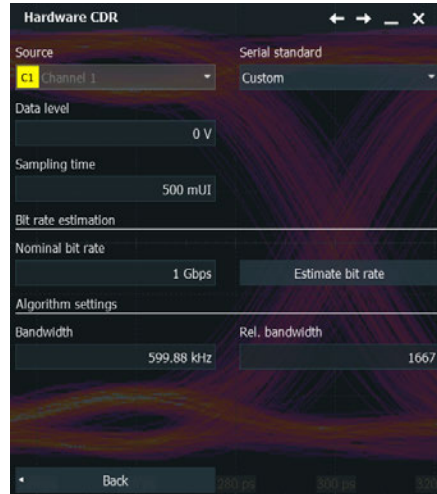 Hardware CDR
Source
Serial standard
C1 Channel 1
Custom
Data level
0 V
Sampling time
500 mUI
Bit rate estimation
Nominal bit rate
1 Gbps
Estimate bit rate
Algorithm settings
Bandwidth
Rel. bandwidth
599.88 kHz
1667
Back
280 ps
300 ps
320